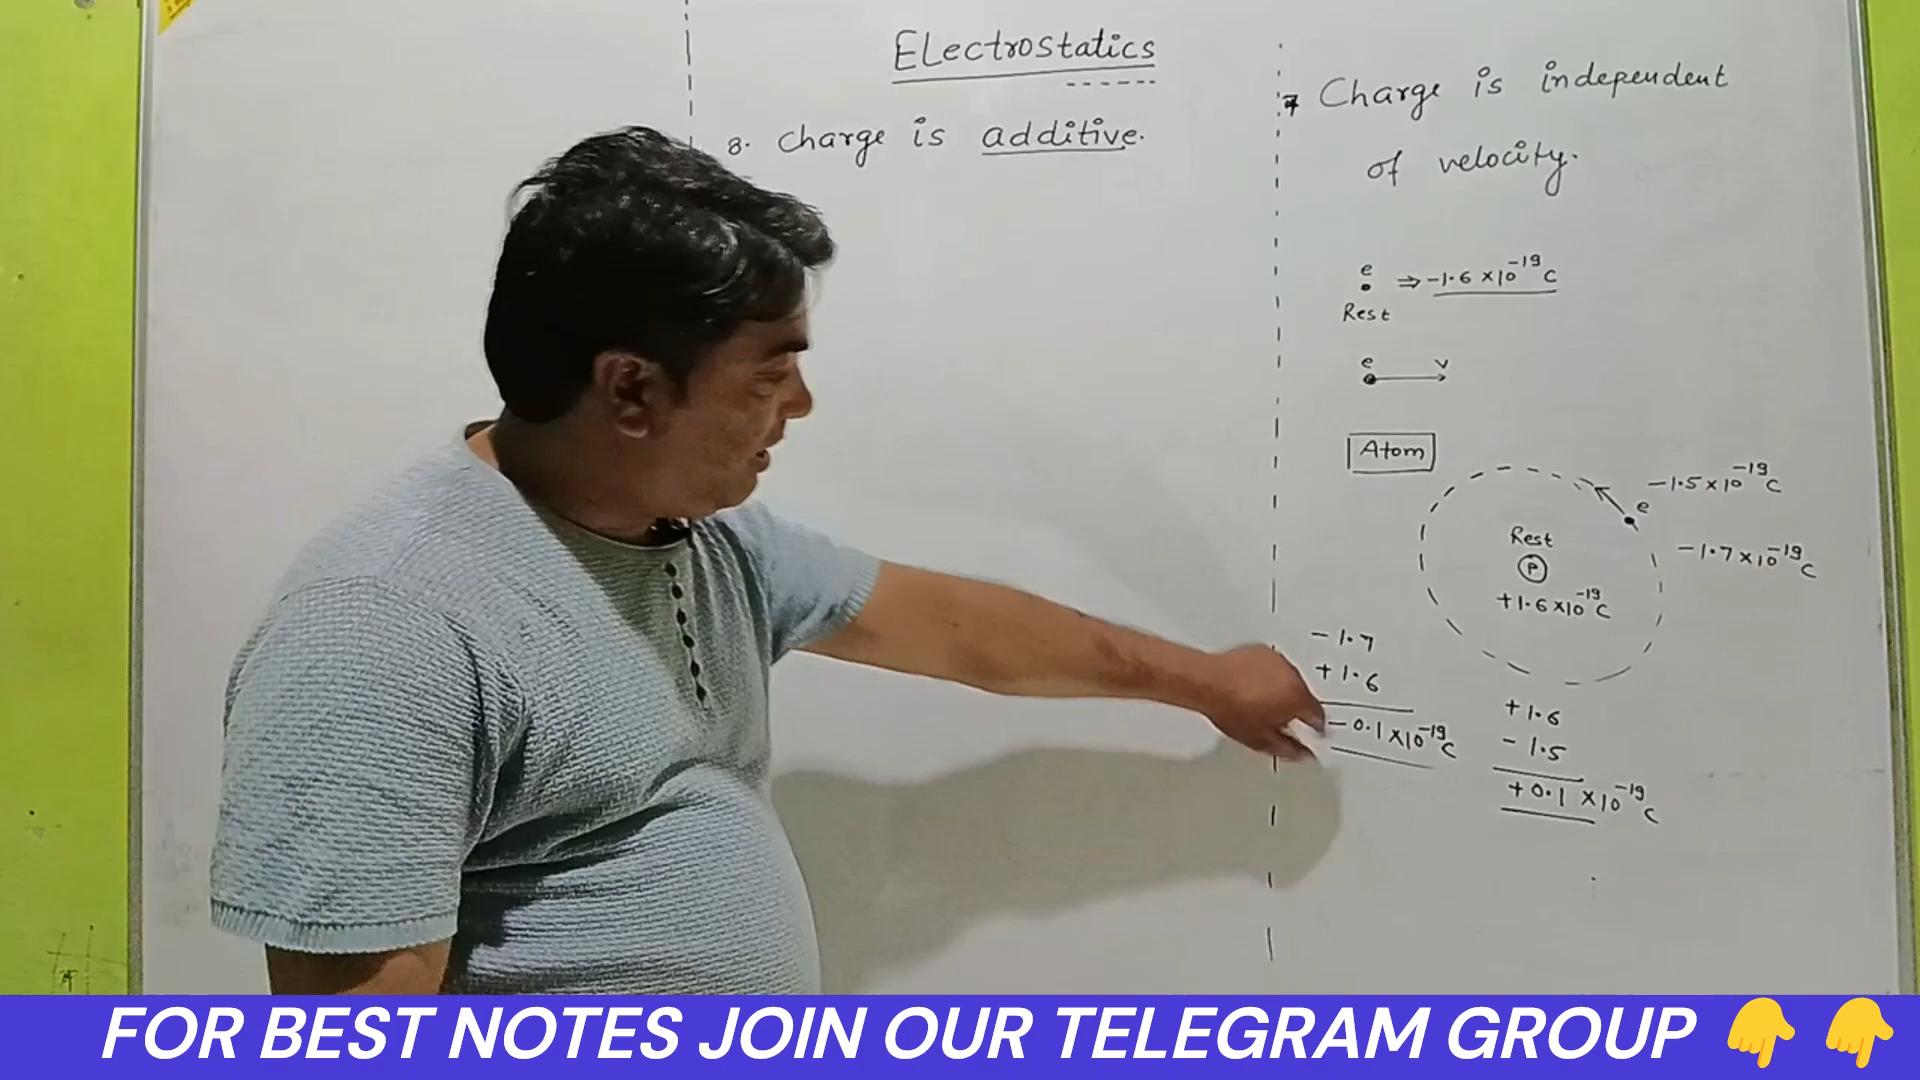 ELectrostatics
8. Charge is additive.
7 Charge is independent
of velocity.
e
⇒ -1.6 ×10⁻¹⁹ C
Rest
e v
Atom
-1.5×10⁻¹⁹ C
e
Rest
P
+1.6×10⁻¹⁹ C
-1.7×10⁻¹⁹ C
-1.7
+1.6
-0.1×10⁻¹⁹ C
+1.6
-1.5
+0.1 ×10⁻¹⁹ C
FOR BEST NOTES JOIN OUR TELEGRAM GROUP 👇 👇